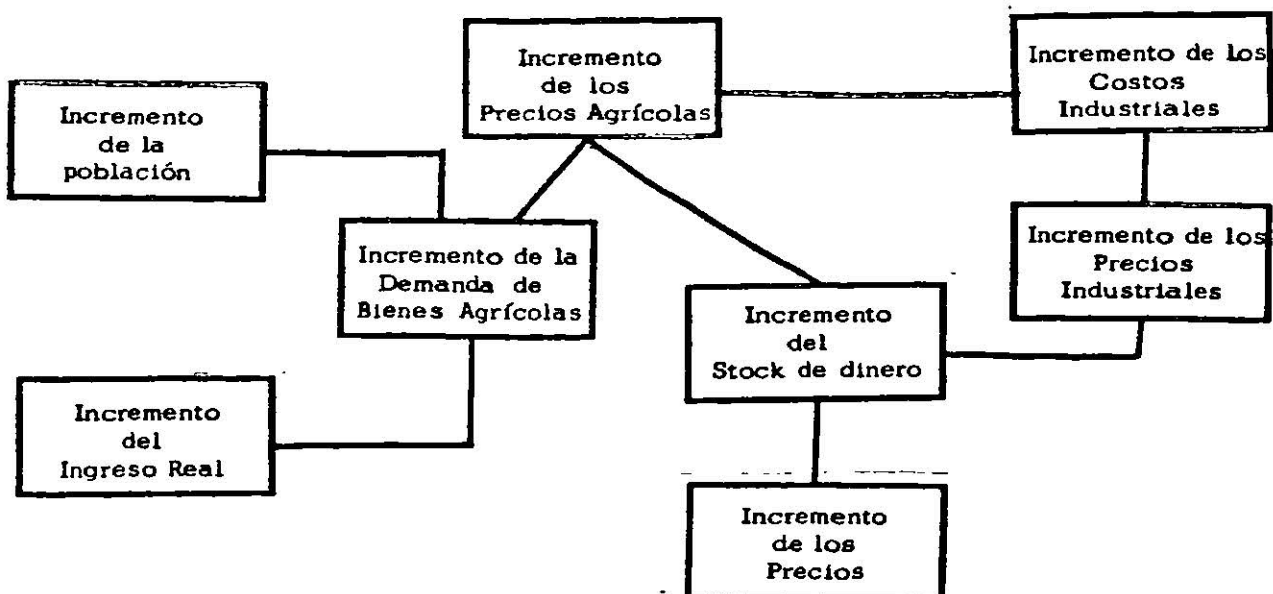 Incremento
de los
Precios Agrícolas
Incremento de los
Costos
Industriales
Incremento
de la
población
Incremento de la
Demanda de
Bienes Agrícolas
Incremento de los
Precios
Industriales
Incremento
del
Stock de dinero
Incremento
del
Ingreso Real
Incremento
de los
Precios